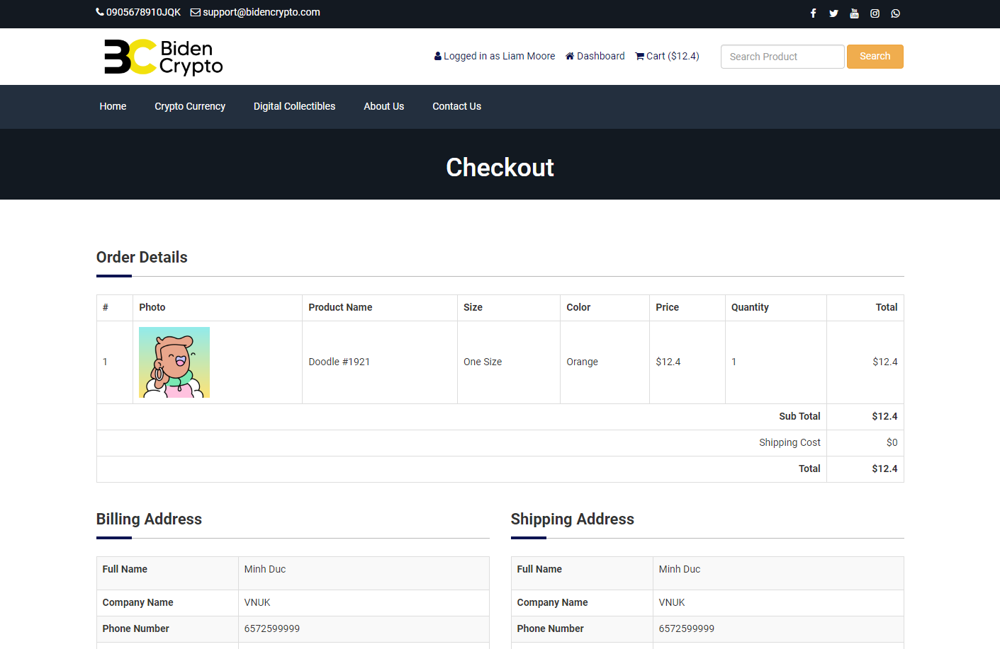 0905678910JQK support@bidencrypto.com
BC Biden Crypto
Logged in as Liam Moore Dashboard Cart ($12.4) Search Product Search
Home Crypto Currency Digital Collectibles About Us Contact Us
Checkout
Order Details
# Photo Product Name Size Color Price Quantity Total
1 Doodle #1921 One Size Orange $12.4 1 $12.4
Sub Total $12.4
Shipping Cost $0
Total $12.4
Billing Address Shipping Address
Full Name Minh Duc Full Name Minh Duc
Company Name VNUK Company Name VNUK
Phone Number 6572599999 Phone Number 6572599999